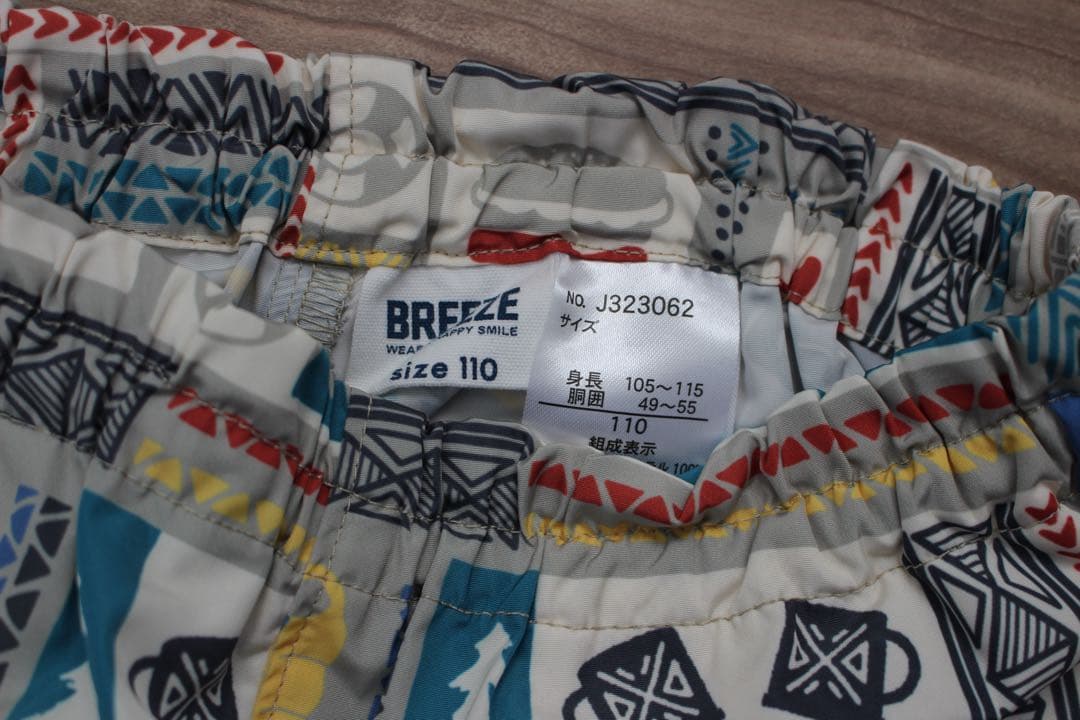 BREEZE
HAPPY SMILE
size 110
No. J323062
サイズ
身長 105〜115
胴囲 49〜55
110
組成表示